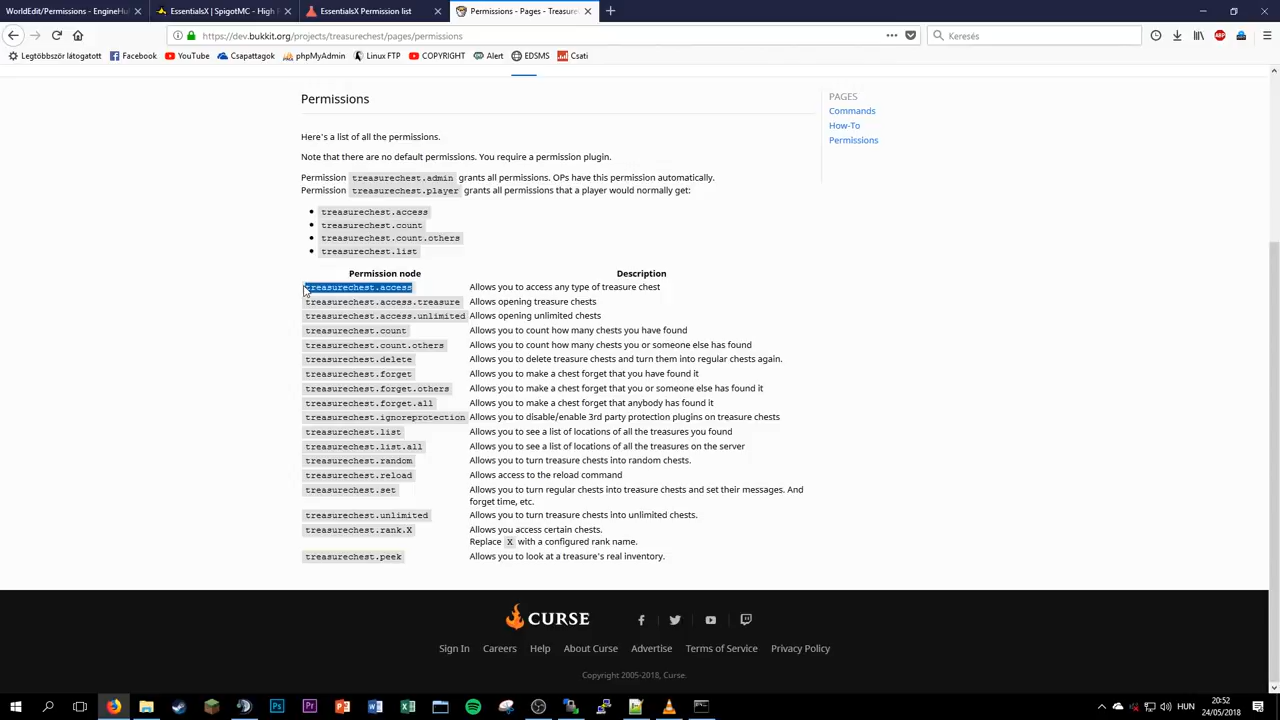 WorldEdit/Permissions - EngineHu
EssentialsX | SpigotMC - High P
EssentialsX Permission list
Permissions - Pages - Treasure
https://dev.bukkit.org/projects/treasurechest/pages/permissions
Keresés
Legtöbbször látogatott
Facebook
YouTube
Csapattagok
phpMyAdmin
Linux FTP
COPYRIGHT
Alert
EDSMS
Csati
Permissions
PAGES
Commands
How-To
Permissions
Here's a list of all the permissions.
Note that there are no default permissions. You require a permission plugin.
Permission treasurechest.admin grants all permissions. OPs have this permission automatically.
Permission treasurechest.player grants all permissions that a player would normally get:
treasurechest.access
treasurechest.count
treasurechest.count.others
treasurechest.list
Permission node Description
treasurechest.access Allows you to access any type of treasure chest
treasurechest.access.treasure Allows opening treasure chests
treasurechest.access.unlimited Allows opening unlimited chests
treasurechest.count Allows you to count how many chests you have found
treasurechest.count.others Allows you to count how many chests you or someone else has found
treasurechest.delete Allows you to delete treasure chests and turn them into regular chests again.
treasurechest.forget Allows you to make a chest forget that you have found it
treasurechest.forget.others Allows you to make a chest forget that you or someone else has found it
treasurechest.forget.all Allows you to make a chest forget that anybody has found it
treasurechest.ignoreprotection Allows you to disable/enable 3rd party protection plugins on treasure chests
treasurechest.list Allows you to see a list of locations of all the treasures you found
treasurechest.list.all Allows you to see a list of locations of all the treasures on the server
treasurechest.random Allows you to turn treasure chests into random chests.
treasurechest.reload Allows access to the reload command
treasurechest.set Allows you to turn regular chests into treasure chests and set their messages. And
forget time, etc.
treasurechest.unlimited Allows you to turn treasure chests into unlimited chests.
treasurechest.rank.X Allows you access certain chests.
Replace X with a configured rank name.
treasurechest.peek Allows you to look at a treasure's real inventory.
CURSE
Sign In
Careers
Help
About Curse
Advertise
Terms of Service
Privacy Policy
Copyright 2005-2018, Curse.
HUN
20:52
24/05/2018